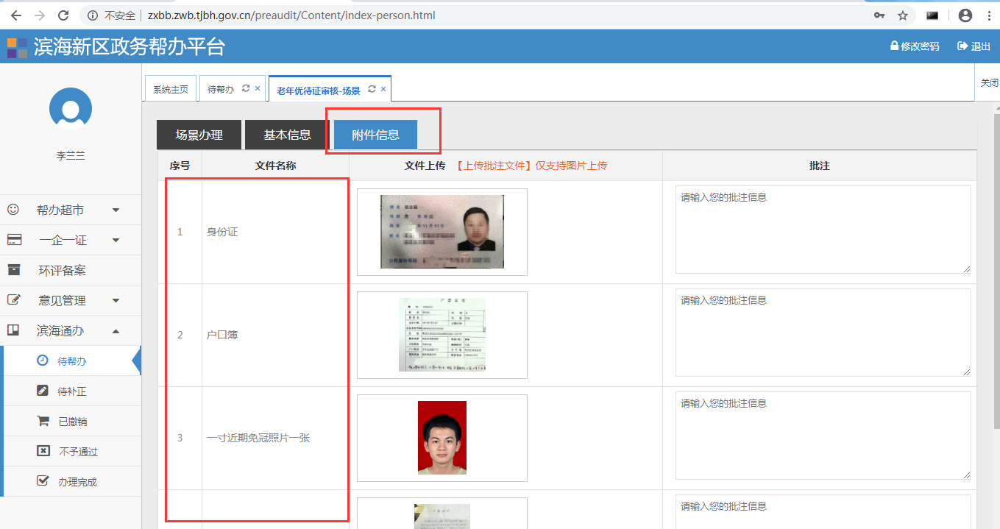 不安全 zxbb.zwb.tjbh.gov.cn/preaudit/Content/index-person.html
滨海新区政务帮办平台
修改密码 退出
系统主页 待帮办 老年优待证审核-场景 关闭
李兰兰
帮办超市
一企一证
环评备案
意见管理
滨海通办
待帮办
待补正
已撤销
不予通过
办理完成
场景办理 基本信息 附件信息
序号 文件名称 文件上传 【上传批注文件】仅支持图片上传 批注
1 身份证 请输入您的批注信息
2 户口簿 请输入您的批注信息
3 一寸近期免冠照片一张 请输入您的批注信息
请输入您的批注信息